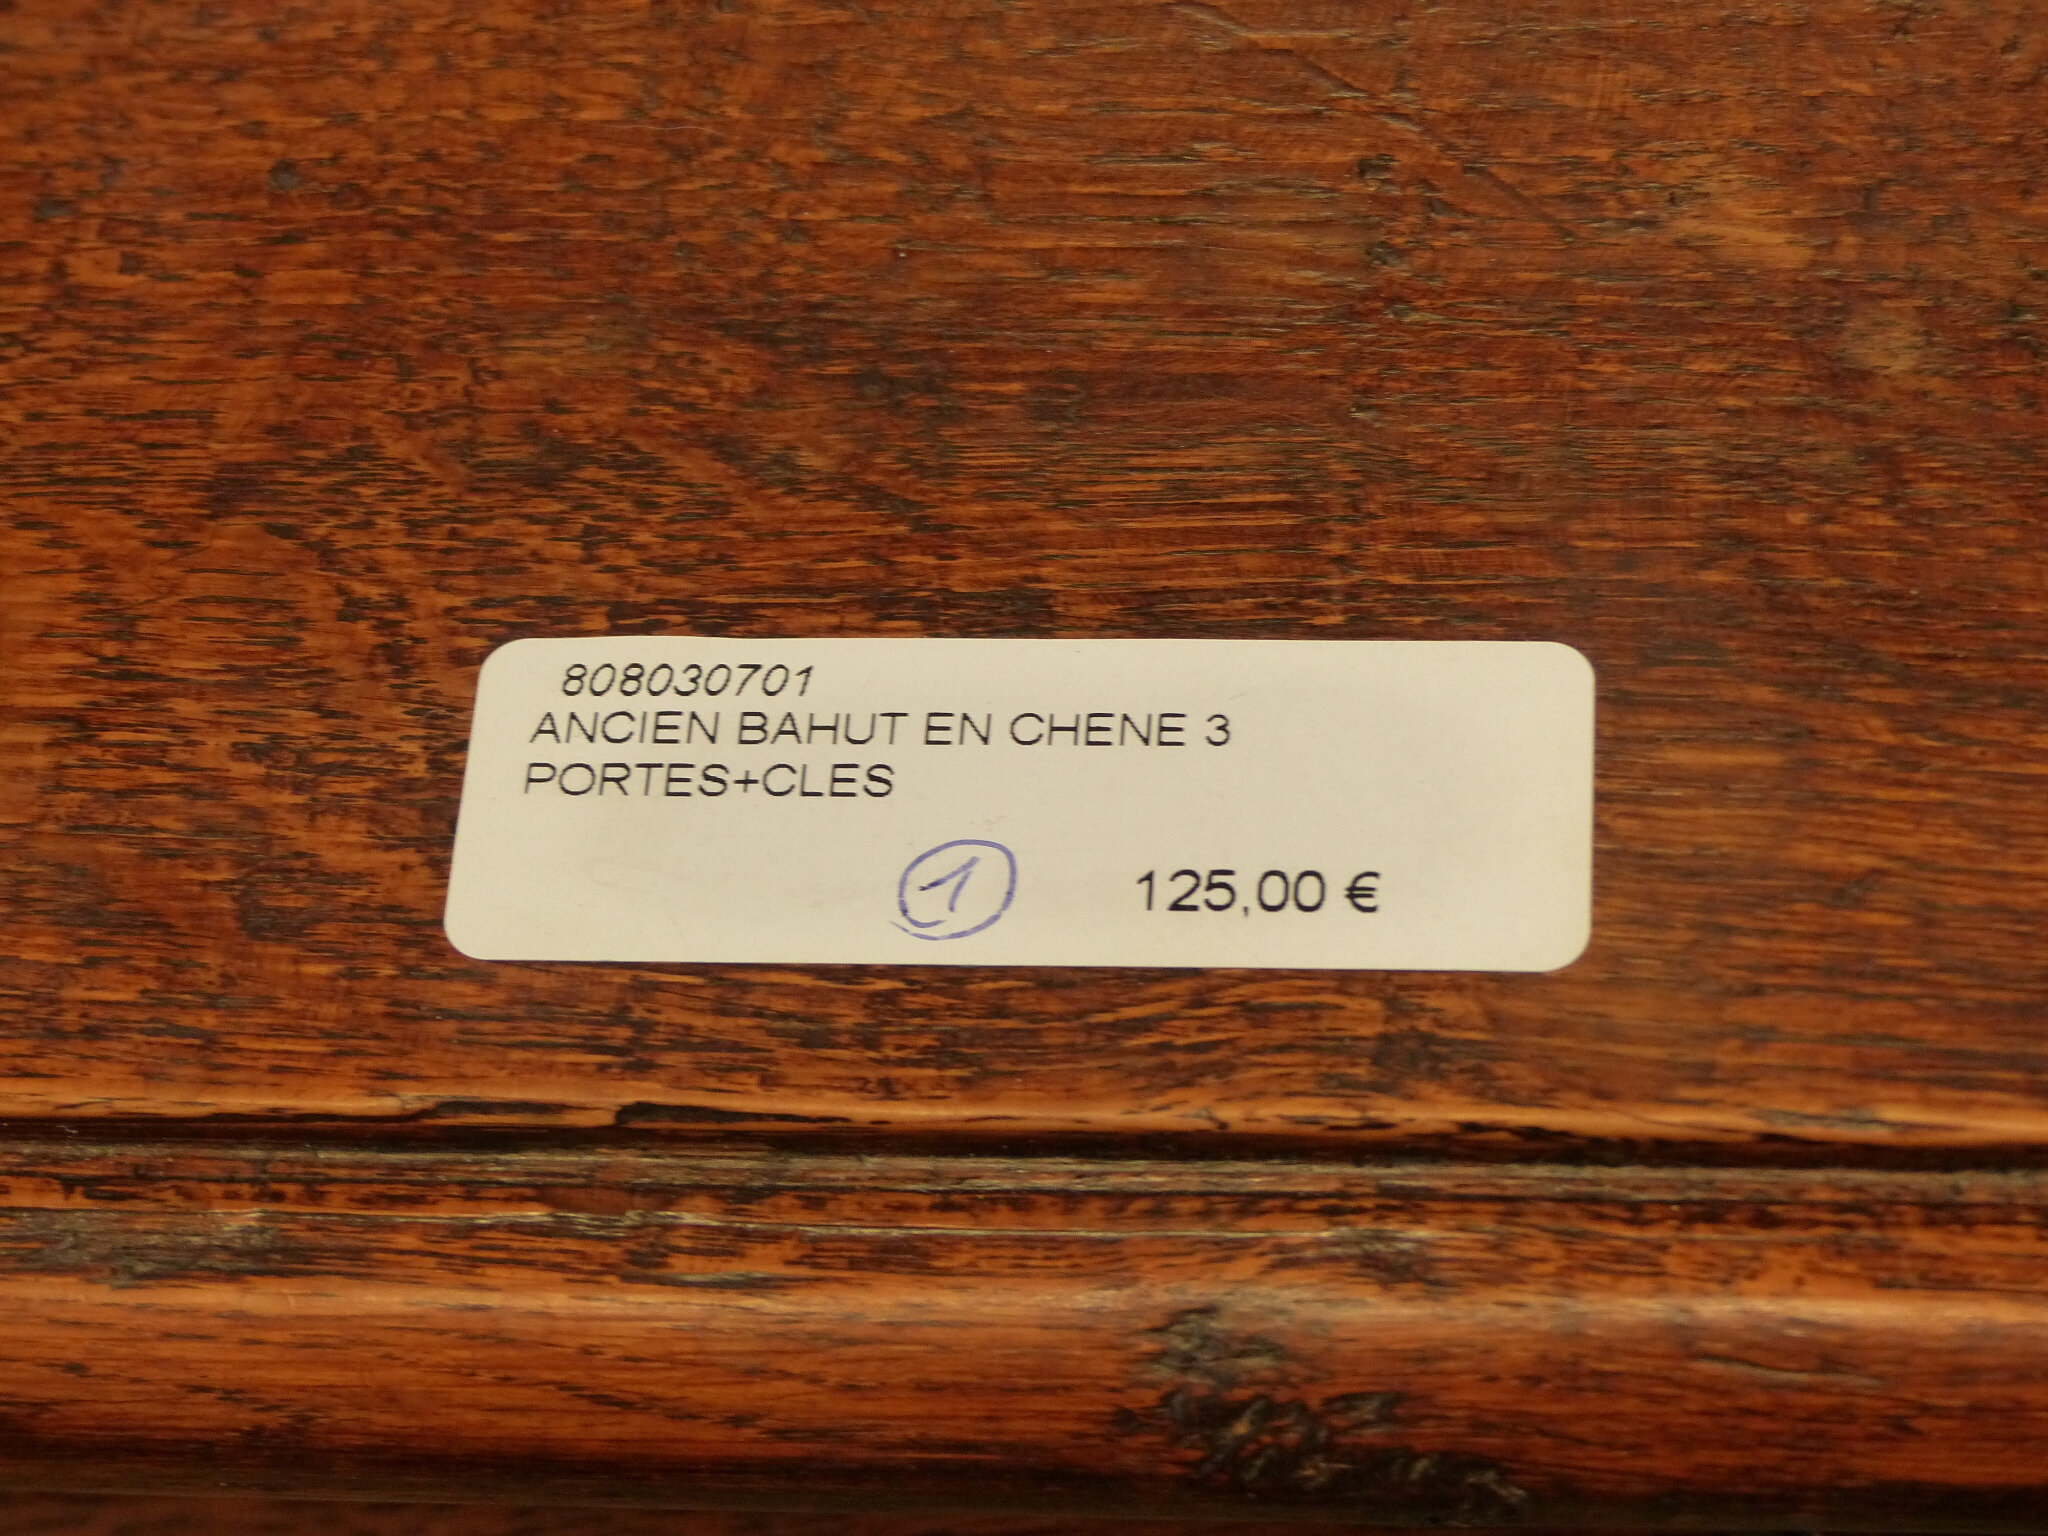 808030701
ANCIEN BAHUT EN CHENE 3
PORTES+CLES
1 125,00 €